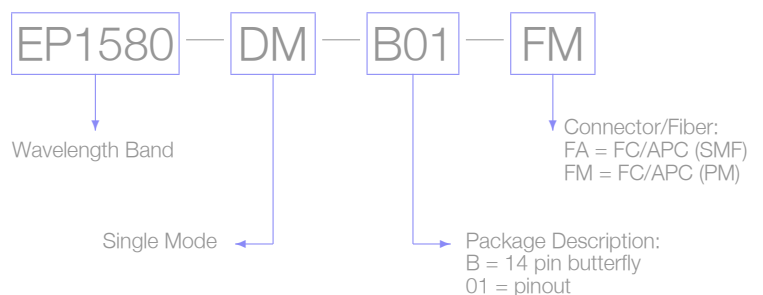 EP1580 — DM — B01 — FM
Wavelength Band
Connector/Fiber:
FA = FC/APC (SMF)
FM = FC/APC (PM)
Single Mode
Package Description:
B = 14 pin butterfly
01 = pinout